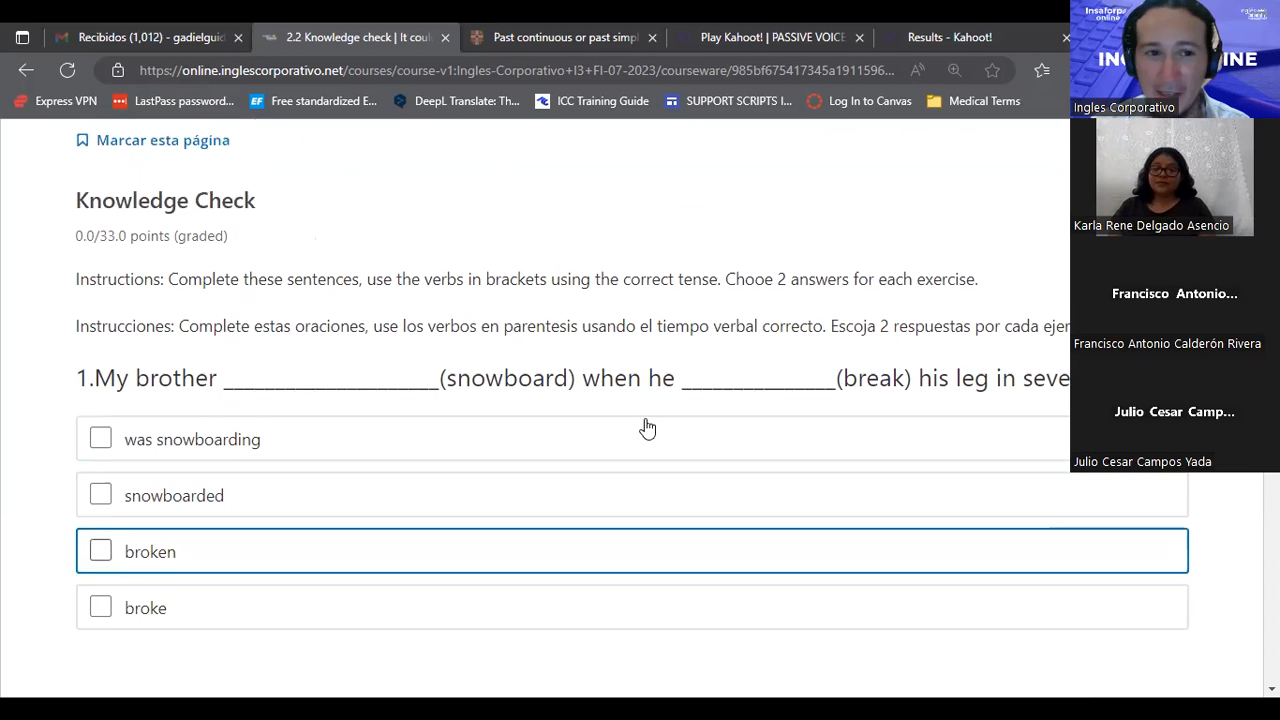 Recibidos (1,012) - gadielguid
2.2 Knowledge check | It coul
Past continuous or past simpl
Play Kahoot! | PASSIVE VOICE
Results - Kahoot!
https://online.inglescorporativo.net/courses/course-v1:Ingles-Corporativo+I3+FI-07-2023/courseware/985bf675417345a1911596...
Express VPN
LastPass password...
Free standardized E...
DeepL Translate: Th...
ICC Training Guide
SUPPORT SCRIPTS I...
Log In to Canvas
Medical Terms
Marcar esta página
Knowledge Check
0.0/33.0 points (graded)
Instructions: Complete these sentences, use the verbs in brackets using the correct tense. Chooe 2 answers for each exercise.
Instrucciones: Complete estas oraciones, use los verbos en parentesis usando el tiempo verbal correcto. Escoja 2 respuestas por cada ejer
1.My brother _____________________(snowboard) when he _______________(break) his leg in seve
was snowboarding
snowboarded
broken
broke
Insaforp
online
Ingles Corporativo
Karla Rene Delgado Asencio
Francisco Antonio...
Francisco Antonio Calderón Rivera
Julio Cesar Camp...
Julio Cesar Campos Yada